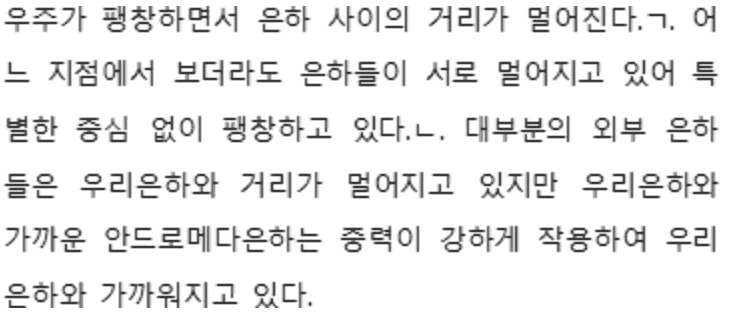 우주가 팽창하면서 은하 사이의 거리가 멀어진다.ㄱ. 어
느 지점에서 보더라도 은하들이 서로 멀어지고 있어 특
별한 중심 없이 팽창하고 있다.ㄴ. 대부분의 외부 은하
들은 우리은하와 거리가 멀어지고 있지만 우리은하와
가까운 안드로메다은하는 중력이 강하게 작용하여 우리
은하와 가까워지고 있다.